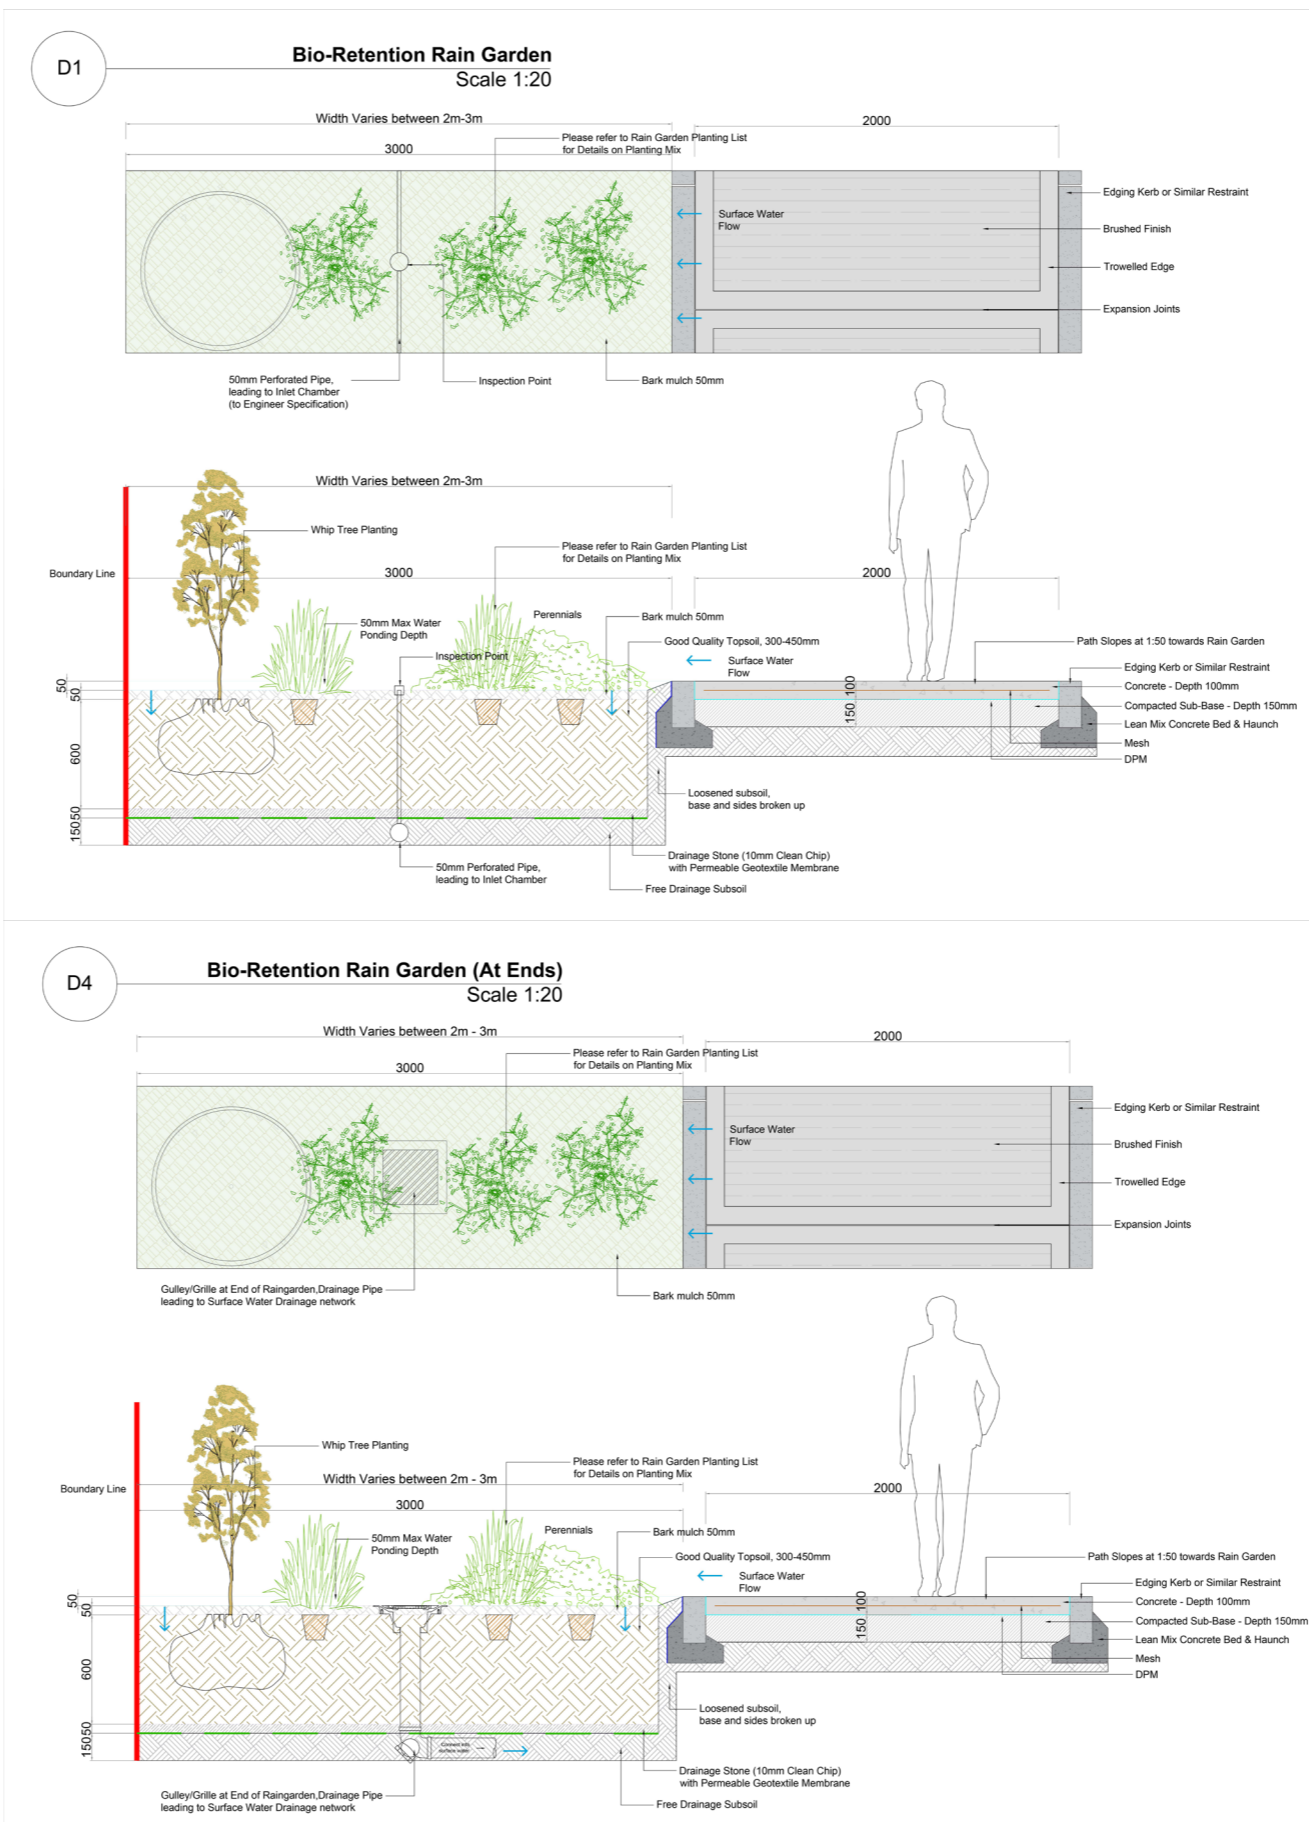 D1
Bio-Retention Rain Garden
Scale 1:20
Width Varies between 2m-3m
2000
Please refer to Rain Garden Planting List
for Details on Planting Mix
3000
Edging Kerb or Similar Restraint
Surface Water
Flow
Brushed Finish
Trowelled Edge
Expansion Joints
50mm Perforated Pipe,
leading to Inlet Chamber
(to Engineer Specification)
Inspection Point
Bark mulch 50mm
Width Varies between 2m-3m
Whip Tree Planting
Please refer to Rain Garden Planting List
for Details on Planting Mix
Boundary Line
3000
2000
Perennials
Bark mulch 50mm
50mm Max Water
Ponding Depth
Good Quality Topsoil, 300-450mm
Path Slopes at 1:50 towards Rain Garden
Inspection Point
Surface Water
Flow
Edging Kerb or Similar Restraint
50
50
600
50
150
100
150
Concrete - Depth 100mm
Compacted Sub-Base - Depth 150mm
Lean Mix Concrete Bed & Haunch
Mesh
DPM
Loosened subsoil,
base and sides broken up
Drainage Stone (10mm Clean Chip)
with Permeable Geotextile Membrane
50mm Perforated Pipe,
leading to Inlet Chamber
Free Drainage Subsoil
D4
Bio-Retention Rain Garden (At Ends)
Scale 1:20
Width Varies between 2m - 3m
2000
Please refer to Rain Garden Planting List
for Details on Planting Mix
3000
Edging Kerb or Similar Restraint
Surface Water
Flow
Brushed Finish
Trowelled Edge
Expansion Joints
Gulley/Grille at End of Raingarden,Drainage Pipe
leading to Surface Water Drainage network
Bark mulch 50mm
Whip Tree Planting
Please refer to Rain Garden Planting List
for Details on Planting Mix
Width Varies between 2m - 3m
Boundary Line
2000
3000
Perennials
Bark mulch 50mm
50mm Max Water
Ponding Depth
Good Quality Topsoil, 300-450mm
Path Slopes at 1:50 towards Rain Garden
Surface Water
Flow
Edging Kerb or Similar Restraint
50
50
600
50
150
100
150
Concrete - Depth 100mm
Compacted Sub-Base - Depth 150mm
Lean Mix Concrete Bed & Haunch
Mesh
DPM
Loosened subsoil,
base and sides broken up
Connect into
surface water
Drainage Stone (10mm Clean Chip)
with Permeable Geotextile Membrane
Gulley/Grille at End of Raingarden,Drainage Pipe
leading to Surface Water Drainage network
Free Drainage Subsoil